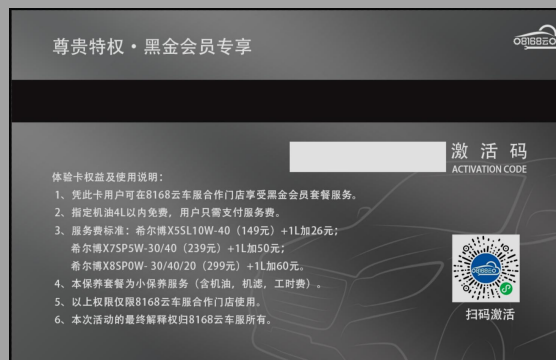 尊贵特权·黑金会员专享
激活码
ACTIVATION CODE
体验卡权益及使用说明：
1、凭此卡用户可在8168云车服合作门店享受黑金会员套餐服务。
2、指定机油4L以内免费，用户只需支付服务费。
3、服务费标准：希尔博X5SL10W-40（149元）+1L加26元；
希尔博X7SP5W-30/40（239元）+1L加50元；
希尔博X8SP0W- 30/40/20（299元）+1L加60元。
4、本保养套餐为小保养服务（含机油，机滤，工时费）。
5、以上权限仅限8168云车服合作门店使用。
6、本次活动的最终解释权归8168云车服所有。
扫码激活